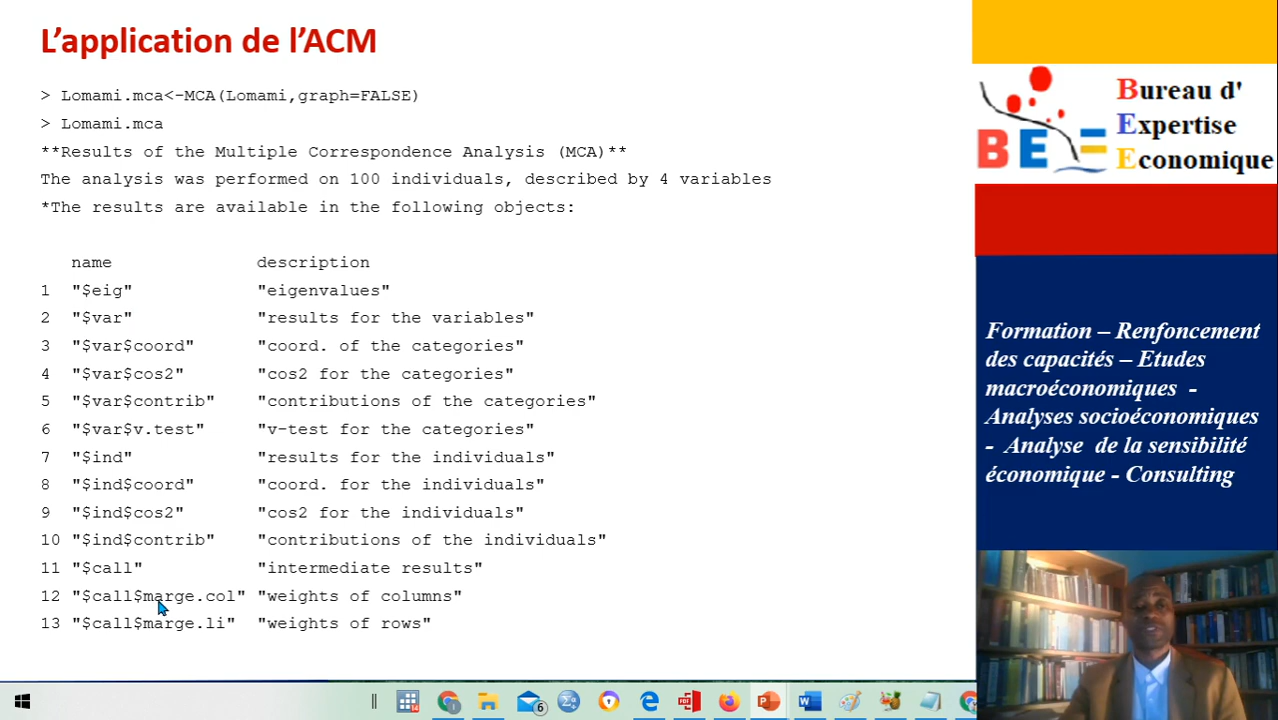 L'application de l'ACM
> Lomami.mca<-MCA(Lomami,graph=FALSE)
> Lomami.mca
**Results of the Multiple Correspondence Analysis (MCA)**
The analysis was performed on 100 individuals, described by 4 variables
*The results are available in the following objects:
name description
1 "$eig" "eigenvalues"
2 "$var" "results for the variables"
3 "$var$coord" "coord. of the categories"
4 "$var$cos2" "cos2 for the categories"
5 "$var$contrib" "contributions of the categories"
6 "$var$v.test" "v-test for the categories"
7 "$ind" "results for the individuals"
8 "$ind$coord" "coord. for the individuals"
9 "$ind$cos2" "cos2 for the individuals"
10 "$ind$contrib" "contributions of the individuals"
11 "$call" "intermediate results"
12 "$call$marge.col" "weights of columns"
13 "$call$marge.li" "weights of rows"
BE
Bureau d'
Expertise
Economique
Formation – Renfoncement
des capacités – Etudes
macroéconomiques -
Analyses socioéconomiques
- Analyse de la sensibilité
économique - Consulting
6